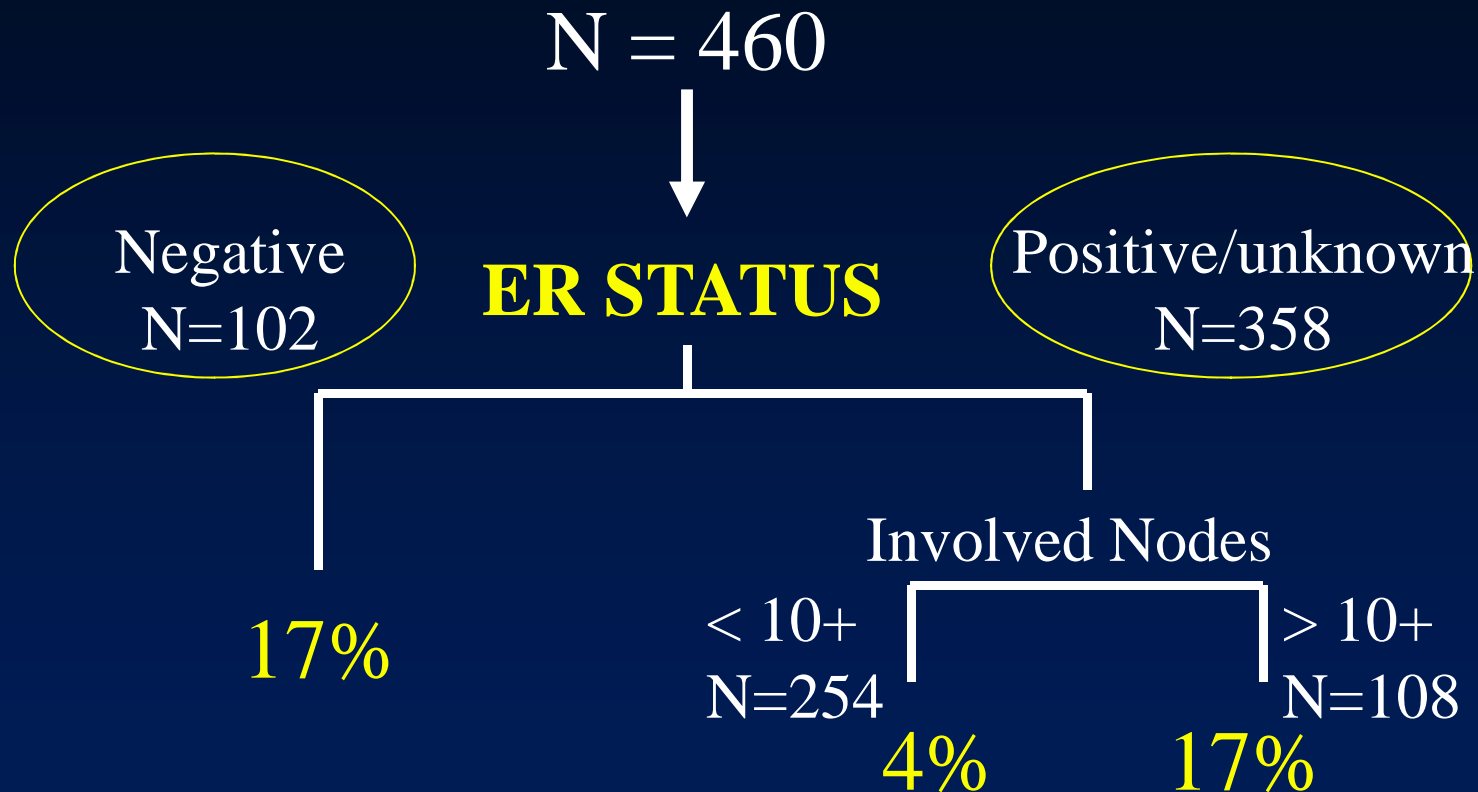 N = 460
Negative
N=102
ER STATUS
Positive/unknown
N=358
Involved Nodes
< 10+
N=254
> 10+
N=108
17%
4%
17%